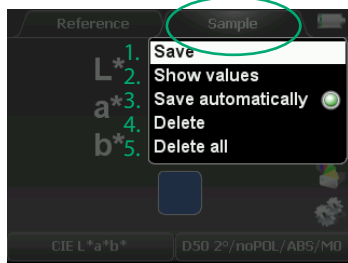 Reference Sample
L* 1. Save
2. Show values
a* 3. Save automatically
4. Delete
b* 5. Delete all
CIE L*a*b* D50 2°/noPOL/ABS/M0